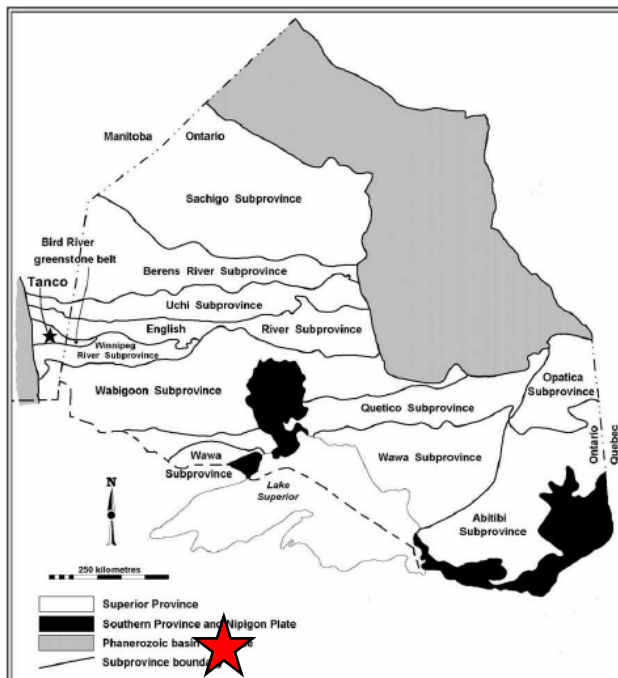 Manitoba
Ontario
Sachigo Subprovince
Bird River
greenstone belt
Tanco
Berens River Subprovince
Uchi Subprovince
English
River Subprovince
Winnipeg
River Subprovince
Wabigoon Subprovince
Opatica
Subprovince
Quetico Subprovince
Ontario
Quebec
Wawa
Subprovince
Wawa Subprovince
Lake
Superior
Abitibi
Subprovince
N
250 kilometres
Superior Province
Southern Province and Nipigon Plate
Phanerozoic basin
Subprovince